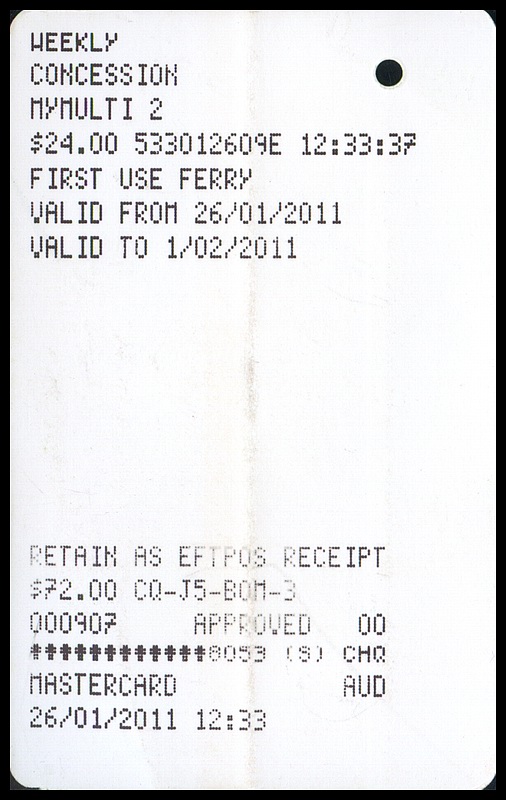 WEEKLY
CONCESSION
MYMULTI 2
$24.00 533012609E 12:33:37
FIRST USE FERRY
VALID FROM 26/01/2011
VALID TO 1/02/2011
RETAIN AS EFTPOS RECEIPT
$72.00 CQ-J5-BOM-3
000907 APPROVED 00
############8053 (S) CHQ
MASTERCARD AUD
26/01/2011 12:33